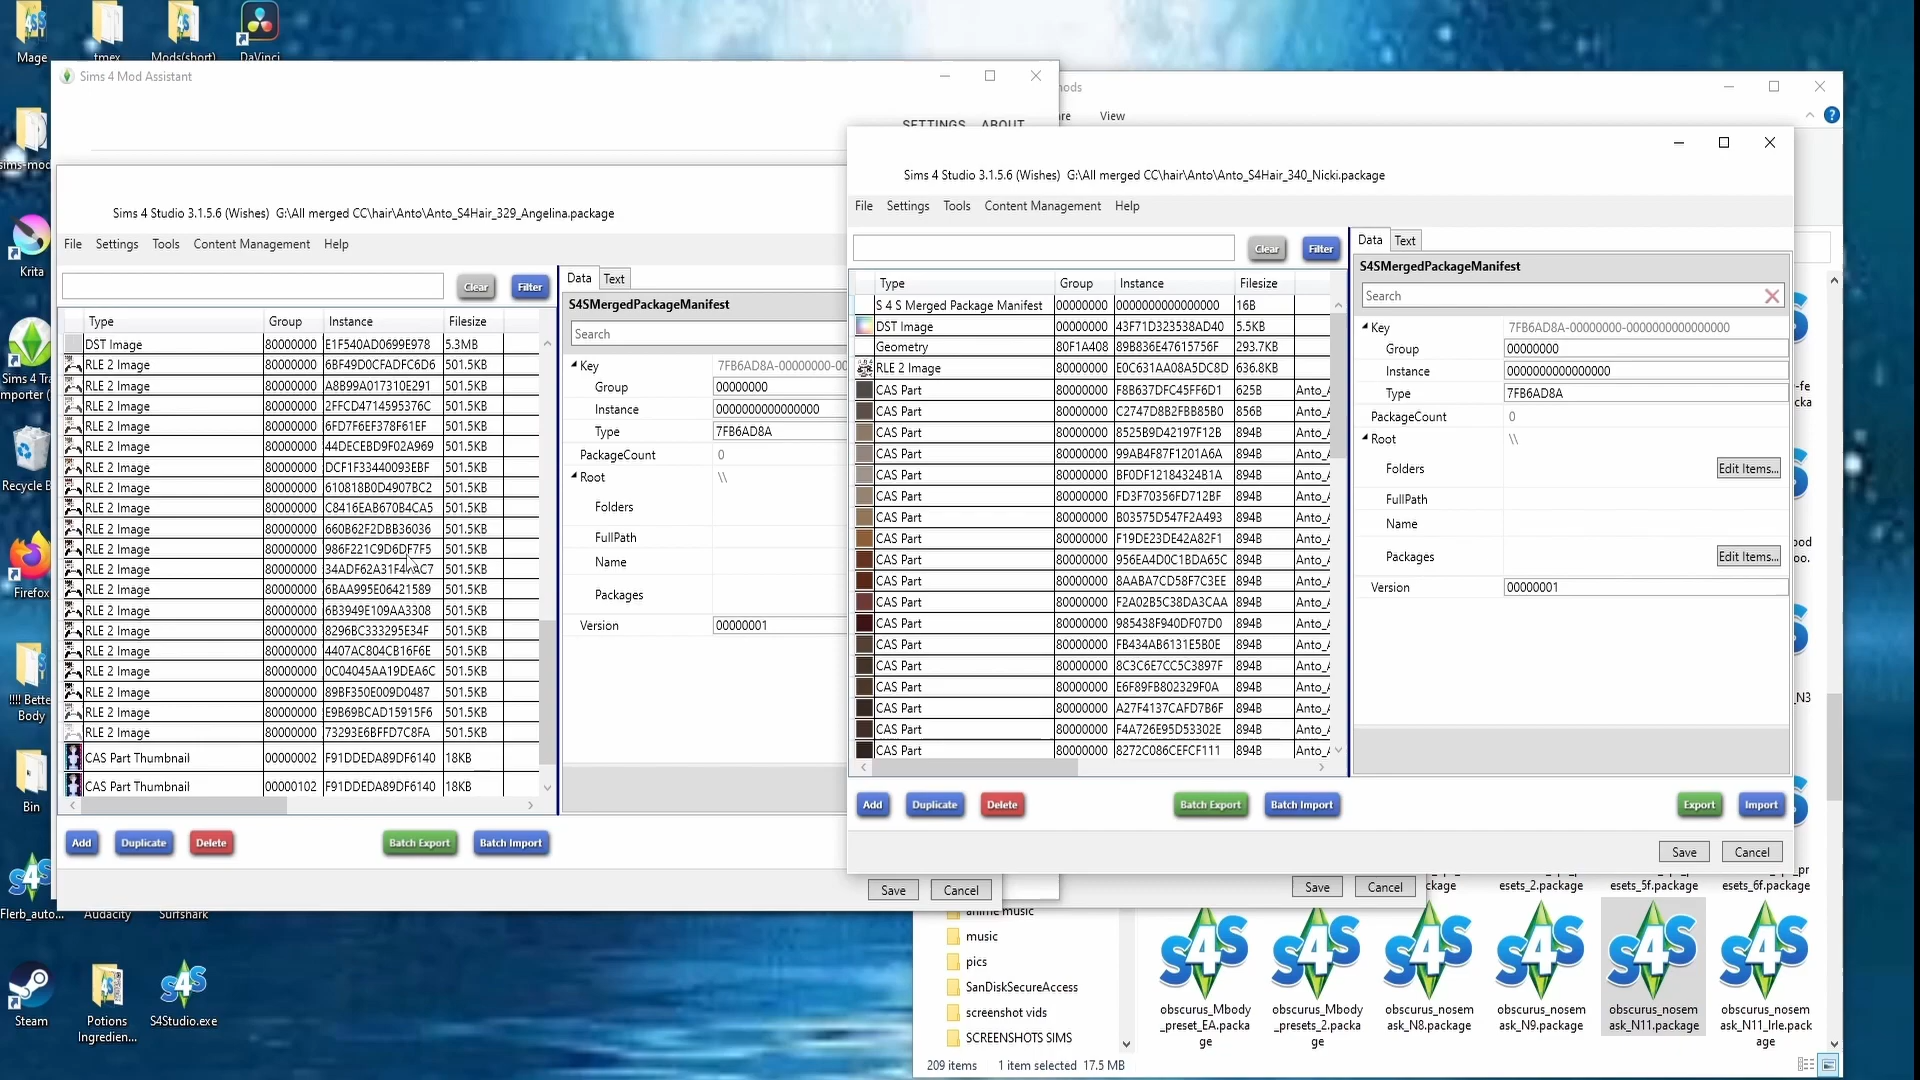 Mage
tmex
Mods(short)
DaVinci
Krita
Recycle B
Firefox
!!!! Bette
Body
Bin
Flerb_auto...
Audacity
Surfshark
Steam
Potions
Ingredien...
S4Studio.exe
Sims 4 Mod Assistant
SETTINGS ABOUT
View
Sims 4 Studio 3.1.5.6 (Wishes) G:\All merged CC\hair\Anto\Anto_S4Hair_329_Angelina.package
File Settings Tools Content Management Help
Clear Filter
Data Text
Type Group Instance Filesize
DST Image 80000000 E1F540AD0699E978 5.3MB
RLE 2 Image 80000000 6BF49D0CFADFC6D6 501.5KB
RLE 2 Image 80000000 A8B99A017310E291 501.5KB
RLE 2 Image 80000000 2FFCD4714595376C 501.5KB
RLE 2 Image 80000000 6FD7F6EF378F61EF 501.5KB
RLE 2 Image 80000000 44DECEBD9F02A969 501.5KB
RLE 2 Image 80000000 DCF1F33440093EBF 501.5KB
RLE 2 Image 80000000 610818B0D4907BC2 501.5KB
RLE 2 Image 80000000 C8416EAB670B4CA5 501.5KB
RLE 2 Image 80000000 660B62F2DBB36036 501.5KB
RLE 2 Image 80000000 986F221C9D6DF7F5 501.5KB
RLE 2 Image 80000000 501.5KB
RLE 2 Image 80000000 6BAA995E06421589 501.5KB
RLE 2 Image 80000000 6B3949E109AA3308 501.5KB
RLE 2 Image 80000000 8296BC333295E34F 501.5KB
RLE 2 Image 80000000 4407AC804CB16F6E 501.5KB
RLE 2 Image 80000000 0C04045AA19DEA6C 501.5KB
RLE 2 Image 80000000 89BF350E009D0487 501.5KB
RLE 2 Image 80000000 E9B69BCAD15915F6 501.5KB
RLE 2 Image 80000000 73293E6BFFD7C8FA 501.5KB
CAS Part Thumbnail 00000002 F91DDEDA89DF6140 18KB
CAS Part Thumbnail 00000102 F91DDEDA89DF6140 18KB
S4SMergedPackageManifest
Search
Key 7FB6AD8A-00000000-00
Group 00000000
Instance 0000000000000000
Type 7FB6AD8A
PackageCount 0
Root \\
Folders
FullPath
Name
Packages
Version 00000001
Add Duplicate Delete Batch Export Batch Import
Save Cancel
Save Cancel
Sims 4 Studio 3.1.5.6 (Wishes) G:\All merged CC\hair\Anto\Anto_S4Hair_340_Nicki.package
File Settings Tools Content Management Help
Clear Filter
Data Text
Type Group Instance Filesize
S 4 S Merged Package Manifest 00000000 0000000000000000 16B
DST Image 00000000 43F71D323538AD40 5.5KB
Geometry 80F1A408 89B836E47615756F 293.7KB
RLE 2 Image 80000000 E0C631AA08A5DC8D 636.8KB
CAS Part 80000000 F8B637DFC45FF6D1 625B Anto_
CAS Part 80000000 C2747D8B2FBB85B0 856B Anto_
CAS Part 80000000 8525B9D42197F12B 894B Anto_
CAS Part 80000000 99AB4F87F1201A6A 894B Anto_
CAS Part 80000000 BF0DF12184324B1A 894B Anto_
CAS Part 80000000 FD3F70356FD712BF 894B Anto_
CAS Part 80000000 B03575D547F2A493 894B Anto_
CAS Part 80000000 F19DE23DE42A82F1 894B Anto_
CAS Part 80000000 956EA4D0C1BDA65C 894B Anto_
CAS Part 80000000 8AABA7CD58F7C3EE 894B Anto_
CAS Part 80000000 F2A02B5C38DA3CAA 894B Anto_
CAS Part 80000000 985438F940DF07D0 894B Anto_
CAS Part 80000000 FB434AB6131E5B0E 894B Anto_
CAS Part 80000000 8C3C6E7CC5C3897F 894B Anto_
CAS Part 80000000 E6F89FB802329F0A 894B Anto_
CAS Part 80000000 A27F4137CAFD7B6F 894B Anto_
CAS Part 80000000 F4A726E95D53302E 894B Anto_
CAS Part 80000000 8272C086CEFCF111 894B Anto_
S4SMergedPackageManifest
Search
Key 7FB6AD8A-00000000-0000000000000000
Group 00000000
Instance 0000000000000000
Type 7FB6AD8A
PackageCount 0
Root \\
Folders Edit Items...
FullPath
Name
Packages Edit Items...
Version 00000001
Add Duplicate Delete Batch Export Batch Import Export Import
Save Cancel
anime music
music
pics
SanDiskSecureAccess
screenshot vids
SCREENSHOTS SIMS
ckage
esets_2.package
esets_5f.package
esets_6f.package
obscurus_Mbody
_preset_EA.packa
ge
obscurus_Mbody
_presets_2.packa
ge
obscurus_nosem
ask_N8.package
obscurus_nosem
ask_N9.package
obscurus_nosem
ask_N11.package
obscurus_nosem
ask_N11_Irle.pack
age
209 items 1 item selected 17.5 MB